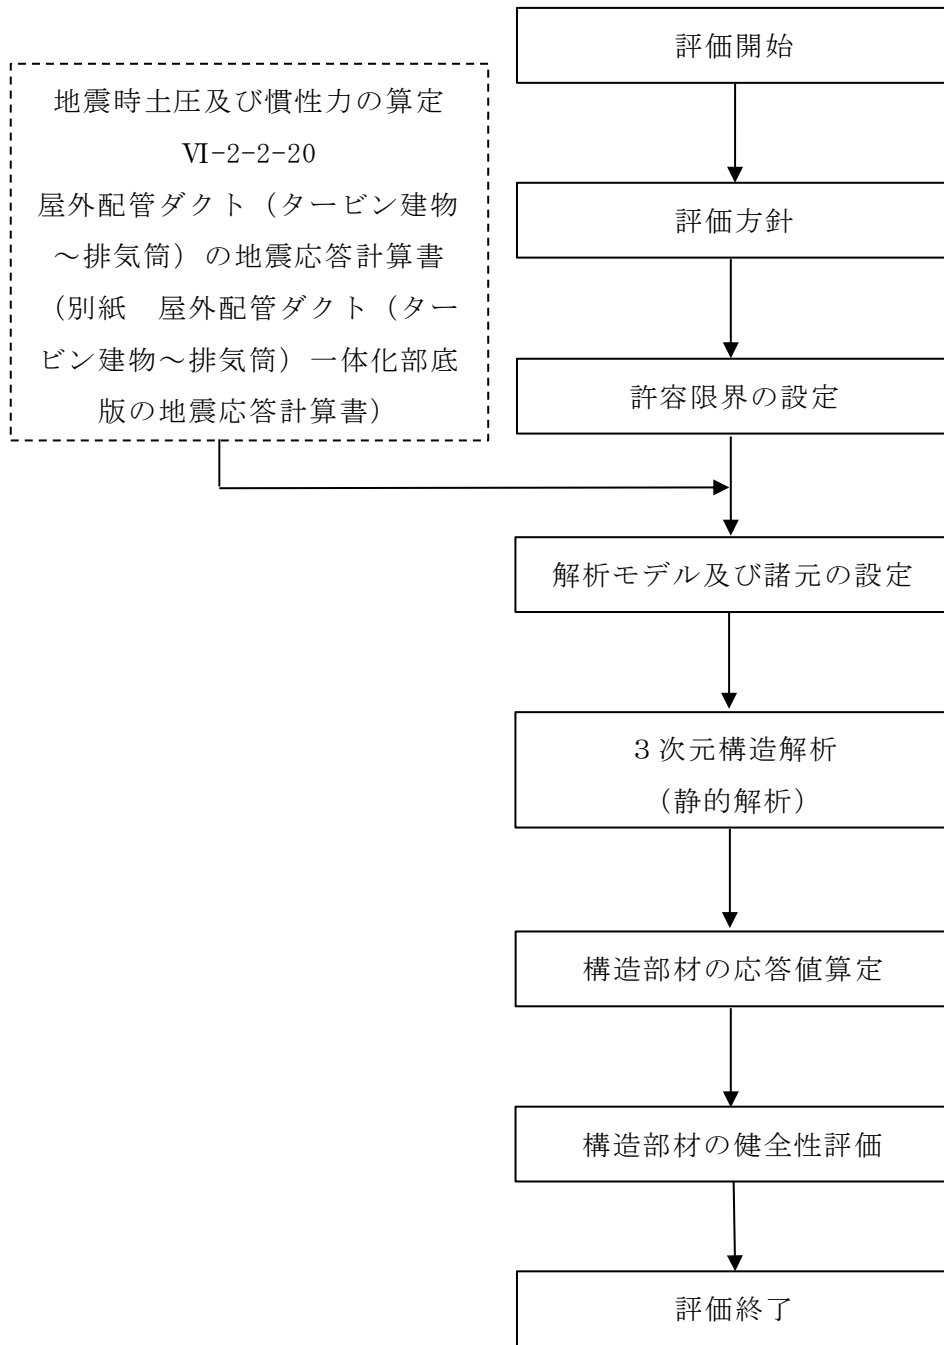 評価開始
地震時土圧及び慣性力の算定
Ⅵ-2-2-20
屋外配管ダクト（タービン建物
～排気筒）の地震応答計算書
（別紙　屋外配管ダクト（ター
ビン建物～排気筒）一体化部底
版の地震応答計算書）
評価方針
許容限界の設定
解析モデル及び諸元の設定
３次元構造解析
（静的解析）
構造部材の応答値算定
構造部材の健全性評価
評価終了